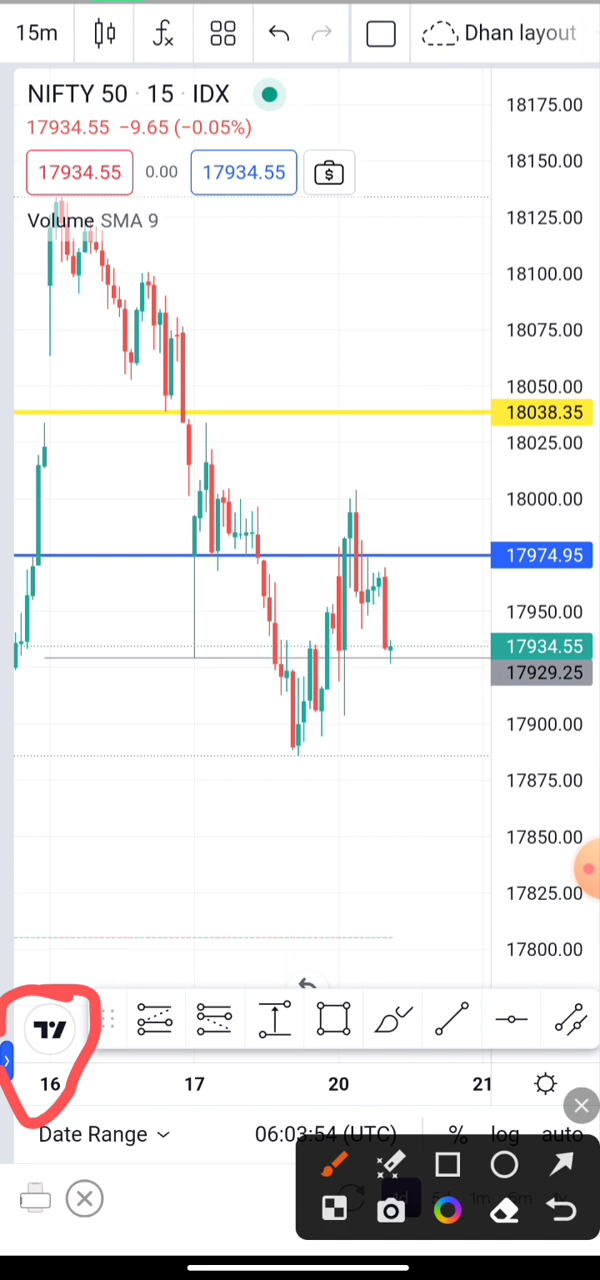 15m
Dhan layout
NIFTY 50 · 15 · IDX
17934.55 −9.65 (−0.05%)
17934.55 0.00 17934.55
Volume SMA 9
18175.00
18150.00
18125.00
18100.00
18075.00
18050.00
18038.35
18025.00
18000.00
17974.95
17950.00
17934.55
17929.25
17900.00
17875.00
17850.00
17825.00
17800.00
16 17 20 21
Date Range 06:03:54 (UTC) % log auto